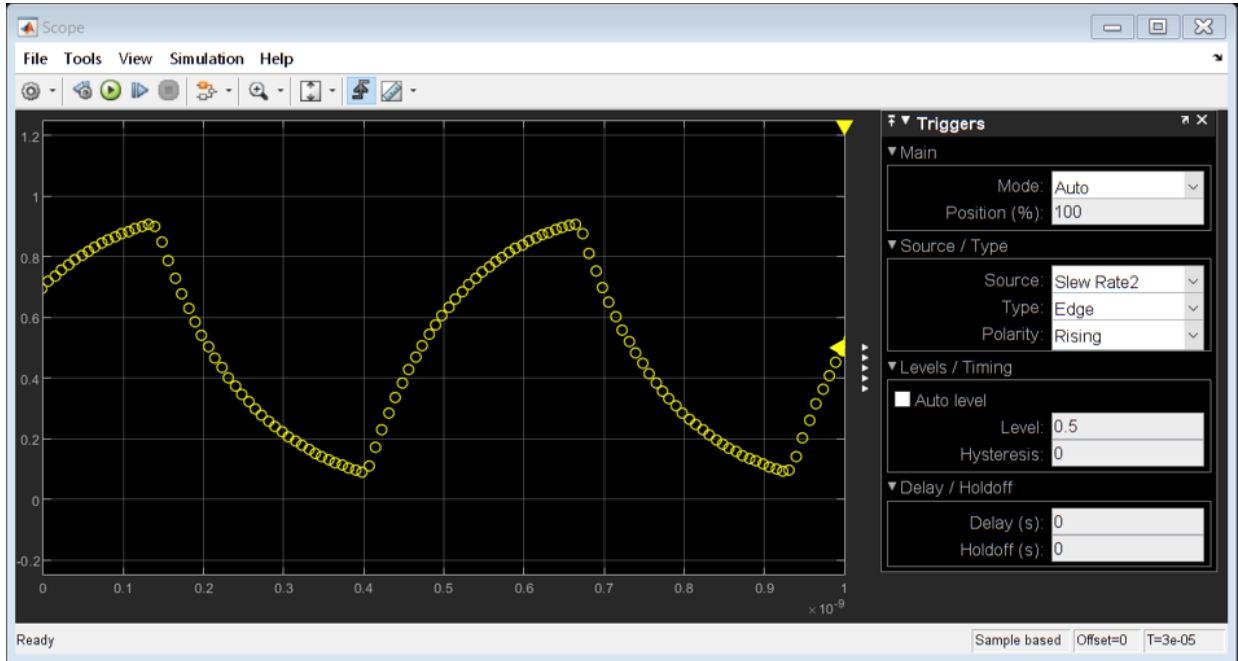 Scope
File Tools View Simulation Help
1.2
1
0.8
0.6
0.4
0.2
0
-0.2
0 0.1 0.2 0.3 0.4 0.5 0.6 0.7 0.8 0.9 1
×10-9
Triggers
Main
Mode: Auto
Position (%): 100
Source / Type
Source: Slew Rate2
Type: Edge
Polarity: Rising
Levels / Timing
Auto level
Level: 0.5
Hysteresis: 0
Delay / Holdoff
Delay (s): 0
Holdoff (s): 0
Ready Sample based Offset=0 T=3e-05